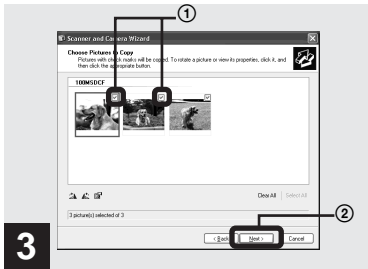 ①
Scanner and Camera Wizard
Choose Pictures to Copy
Pictures with check marks will be copied. To rotate a picture or view its properties, click it, and
then click the appropriate button.
100MSDCF
Clear All Select All
3 picture(s) selected of 3
②
< Back Next > Cancel
3